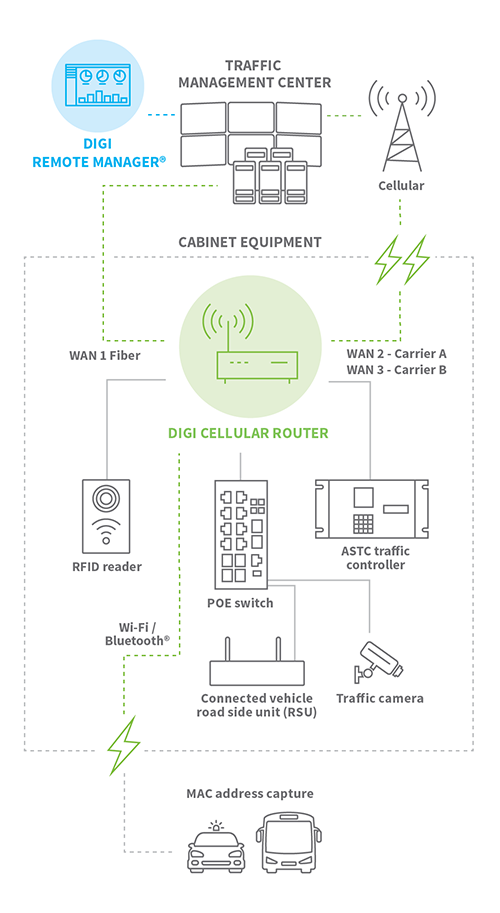 TRAFFIC
MANAGEMENT CENTER
DIGI
REMOTE MANAGER®
Cellular
CABINET EQUIPMENT
WAN 1 Fiber
WAN 2 - Carrier A
WAN 3 - Carrier B
DIGI CELLULAR ROUTER
RFID reader
ASTC traffic
controller
POE switch
Wi-Fi /
Bluetooth®
Connected vehicle
road side unit (RSU)
Traffic camera
MAC address capture